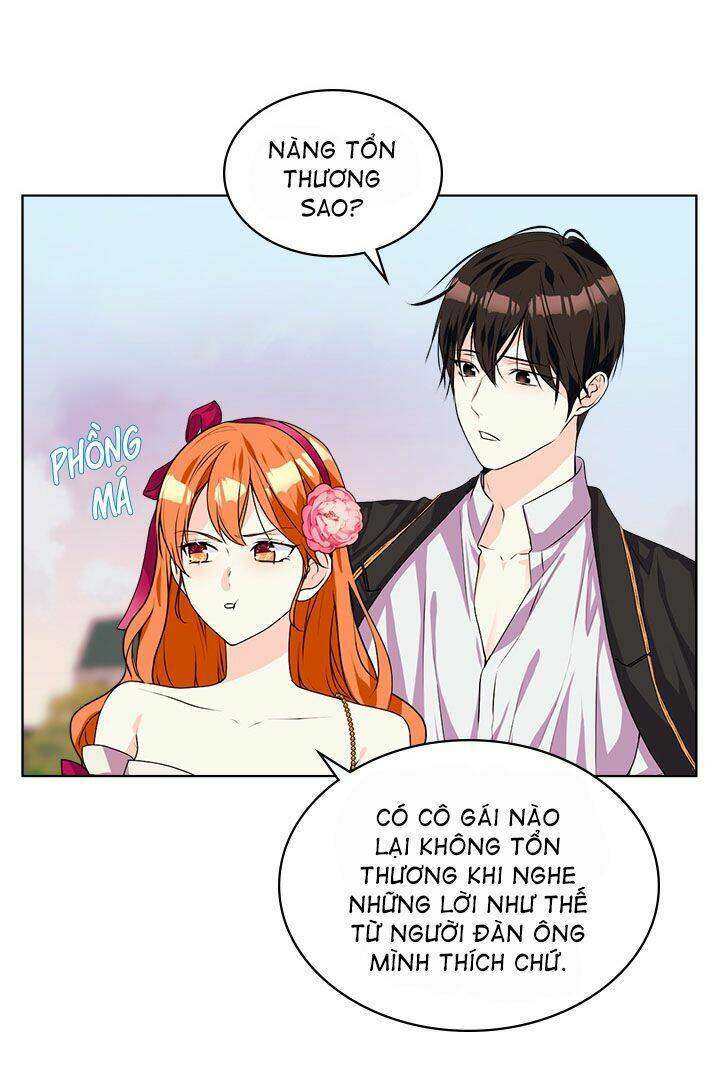 NÀNG TỔN
THƯƠNG
SAO?
PHỒNG
MÁ
CÓ CÔ GÁI NÀO
LẠI KHÔNG TỔN
THƯƠNG KHI NGHE
NHỮNG LỜI NHƯ THẾ
TỪ NGƯỜI ĐÀN ÔNG
MÌNH THÍCH CHỨ.